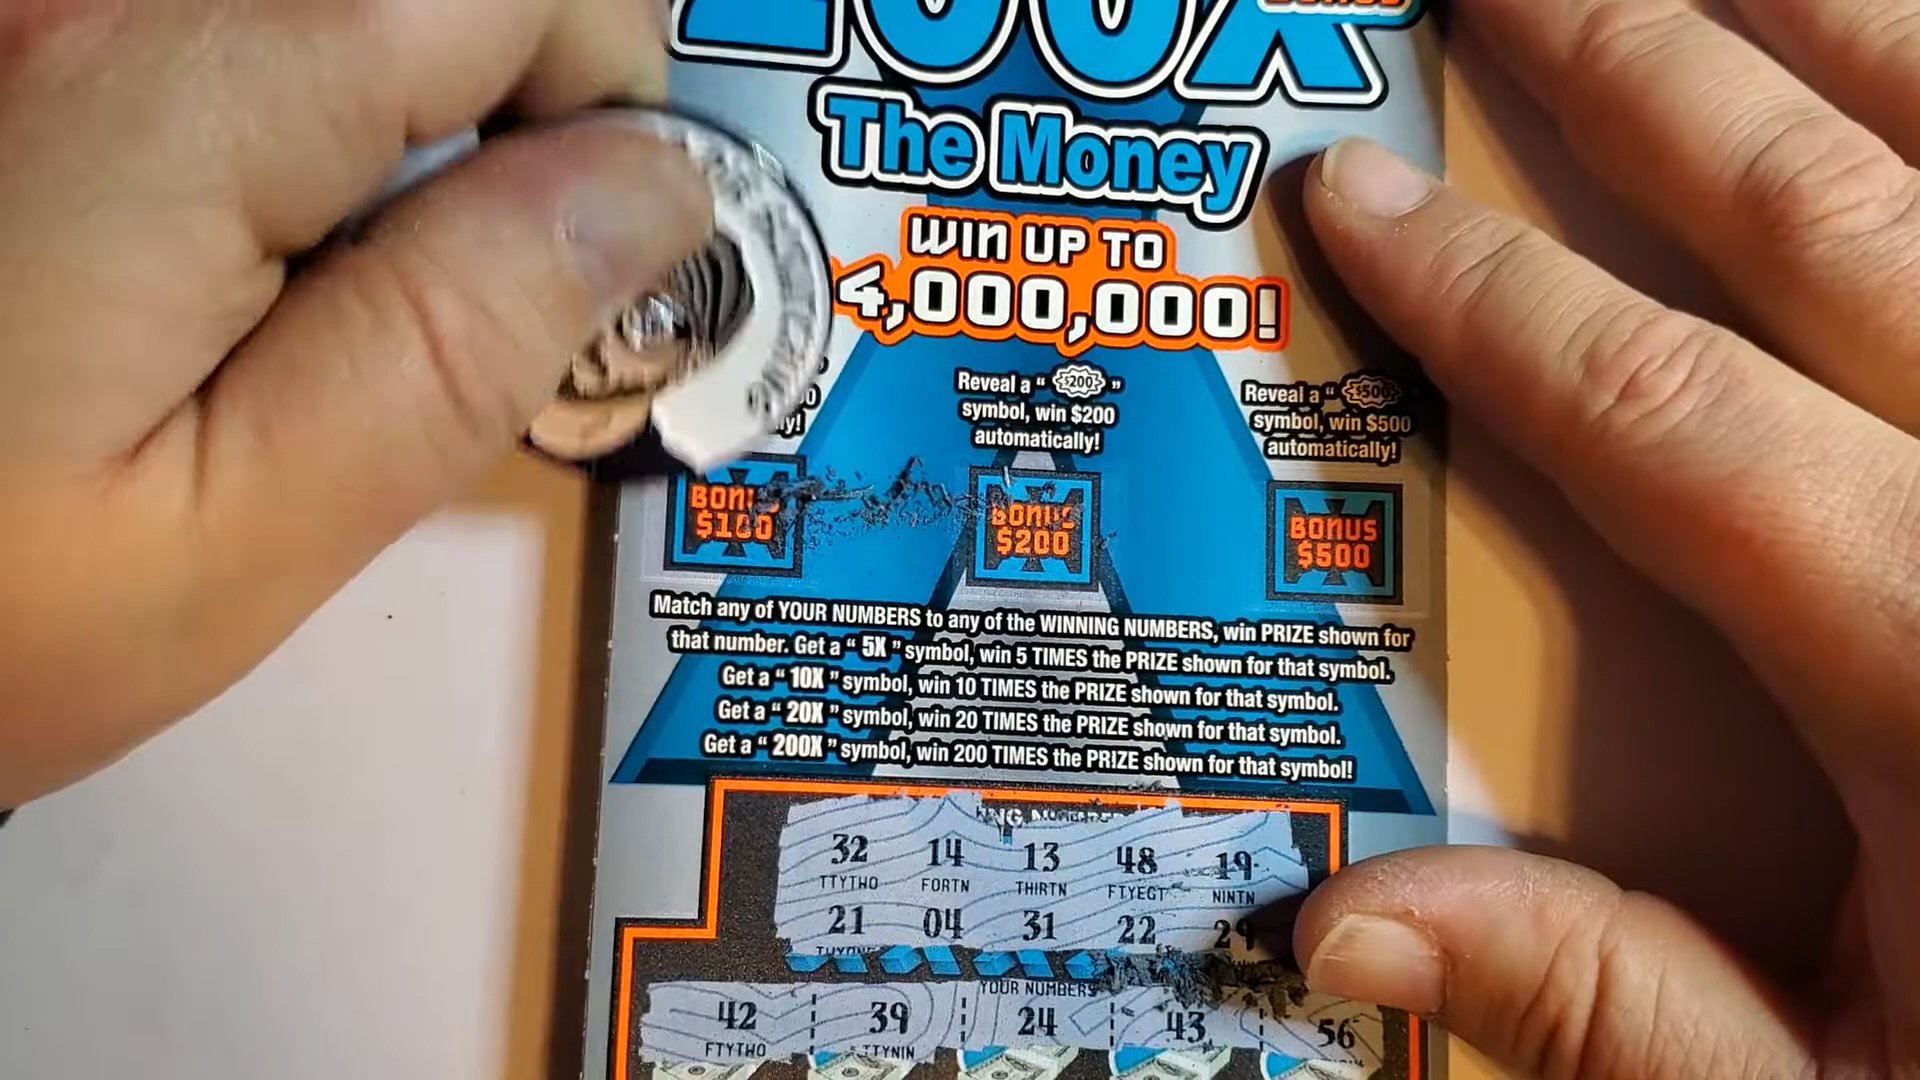 200X
The Money
WIN UP TO
4,000,000!
Reveal a "$200"
symbol, win $200
automatically!
Reveal a "$500"
symbol, win $500
automatically!
BONUS
$100
BONUS
$200
BONUS
$500
Match any of YOUR NUMBERS to any of the WINNING NUMBERS, win PRIZE shown for
that number. Get a "5X" symbol, win 5 TIMES the PRIZE shown for that symbol.
Get a "10X" symbol, win 10 TIMES the PRIZE shown for that symbol.
Get a "20X" symbol, win 20 TIMES the PRIZE shown for that symbol.
Get a "200X" symbol, win 200 TIMES the PRIZE shown for that symbol!
32 14 13 48 19
TTYTWO FORTN THIRTN FTYEGT NINTN
21 04 31 22 29
YOUR NUMBERS
42 39 24 43 56
FTYTWO TTYNIN